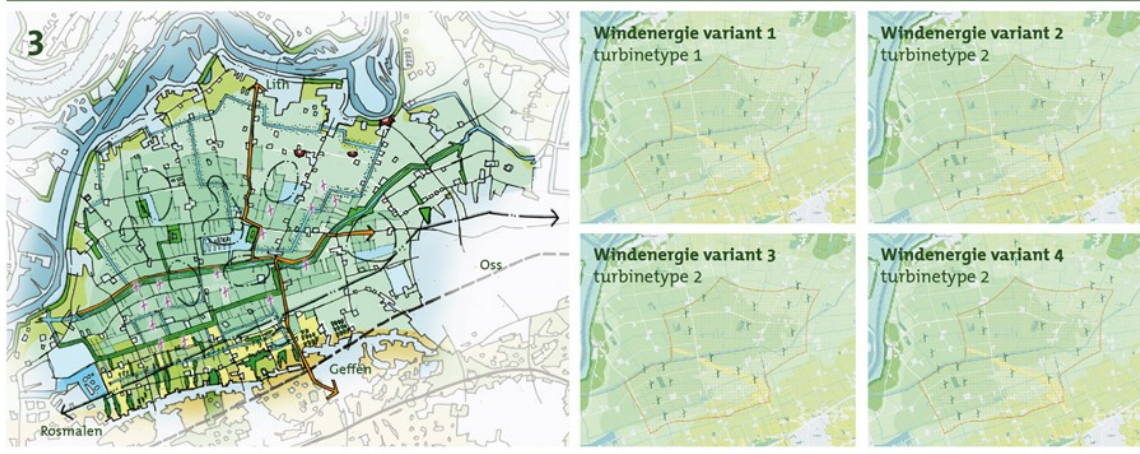 3
Lith
Oss
Geffen
Rosmalen
Windenergie variant 1
turbinetype 1
Windenergie variant 2
turbinetype 2
Windenergie variant 3
turbinetype 2
Windenergie variant 4
turbinetype 2